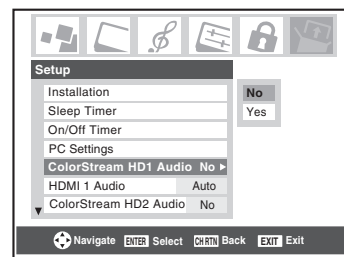 Setup
Installation
Sleep Timer
On/Off Timer
PC Settings
ColorStream HD1 Audio No
HDMI 1 Audio Auto
ColorStream HD2 Audio No
No
Yes
Navigate ENTER Select CH RTN Back EXIT Exit